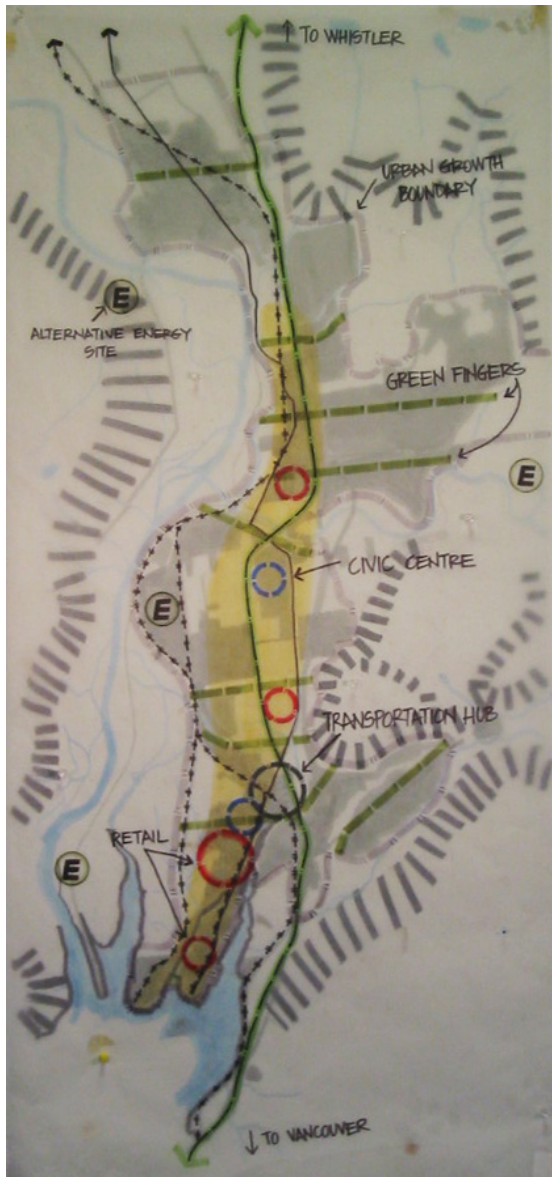 TO WHISTLER
URBAN GROWTH
BOUNDARY
E
ALTERNATIVE ENERGY
SITE
GREEN FINGERS
E
CIVIC CENTRE
E
TRANSPORTATION HUB
RETAIL
E
TO VANCOUVER